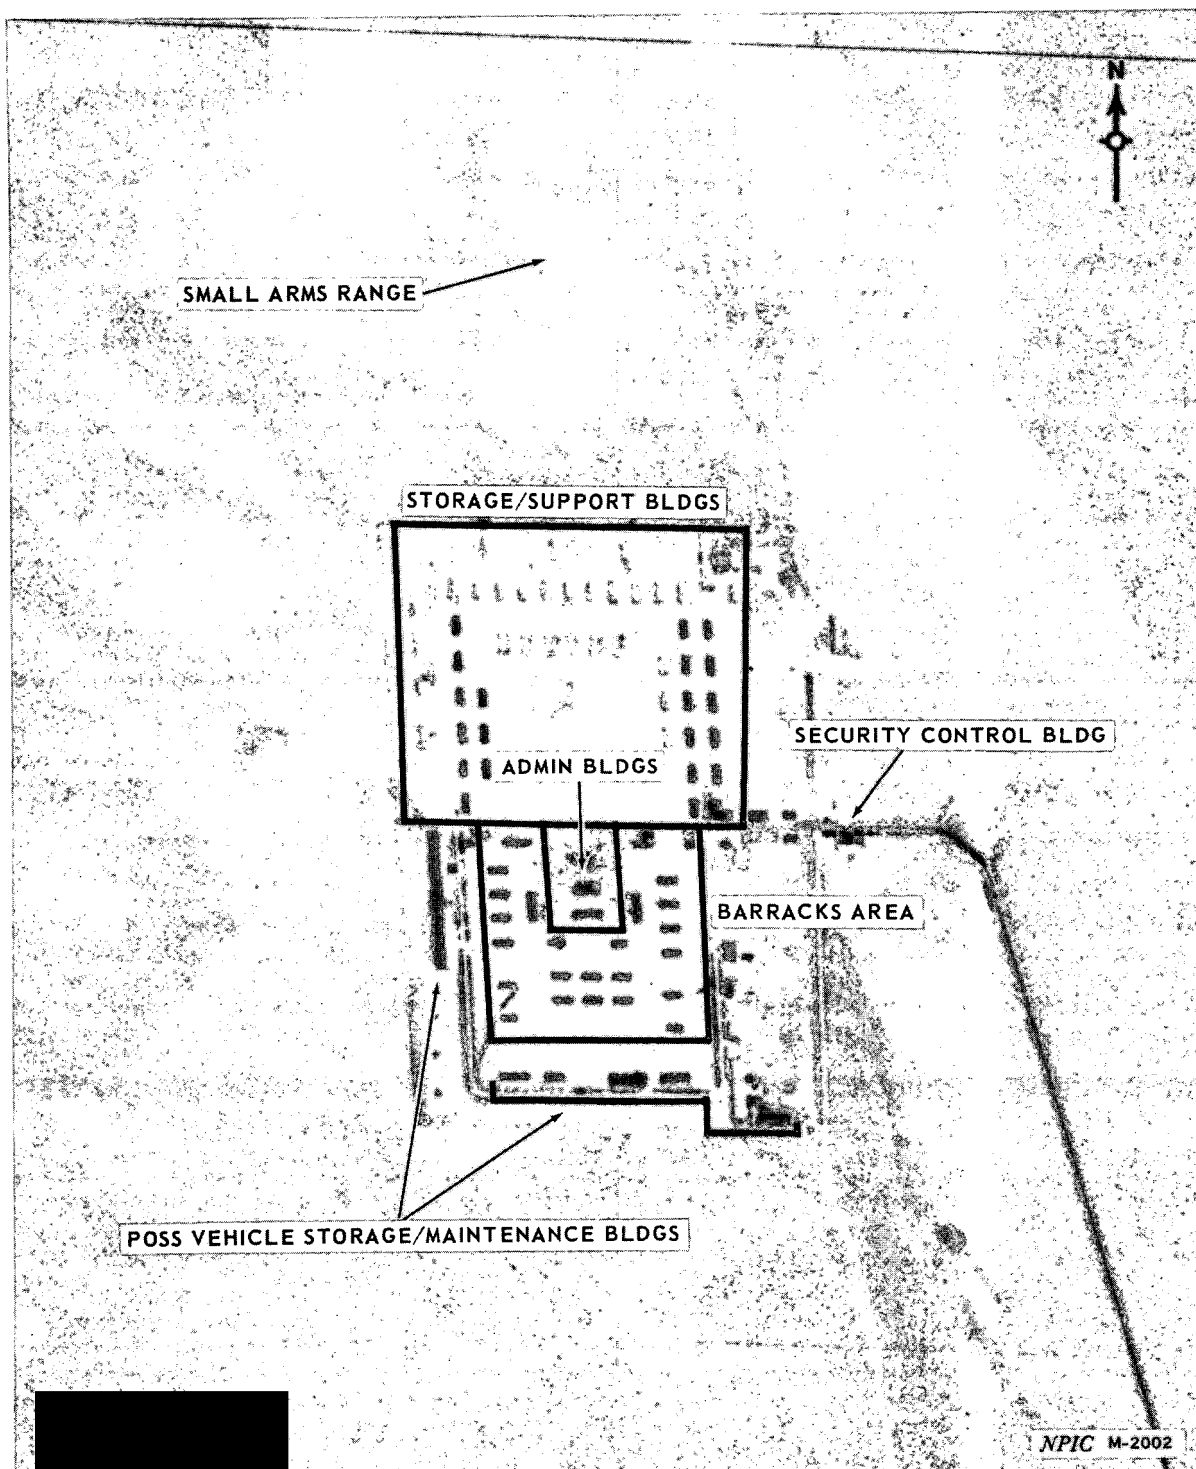 N
SMALL ARMS RANGE
STORAGE/SUPPORT BLDGS
SECURITY CONTROL BLDG
ADMIN BLDGS
BARRACKS AREA
POSS VEHICLE STORAGE/MAINTENANCE BLDGS
NPIC M-2002